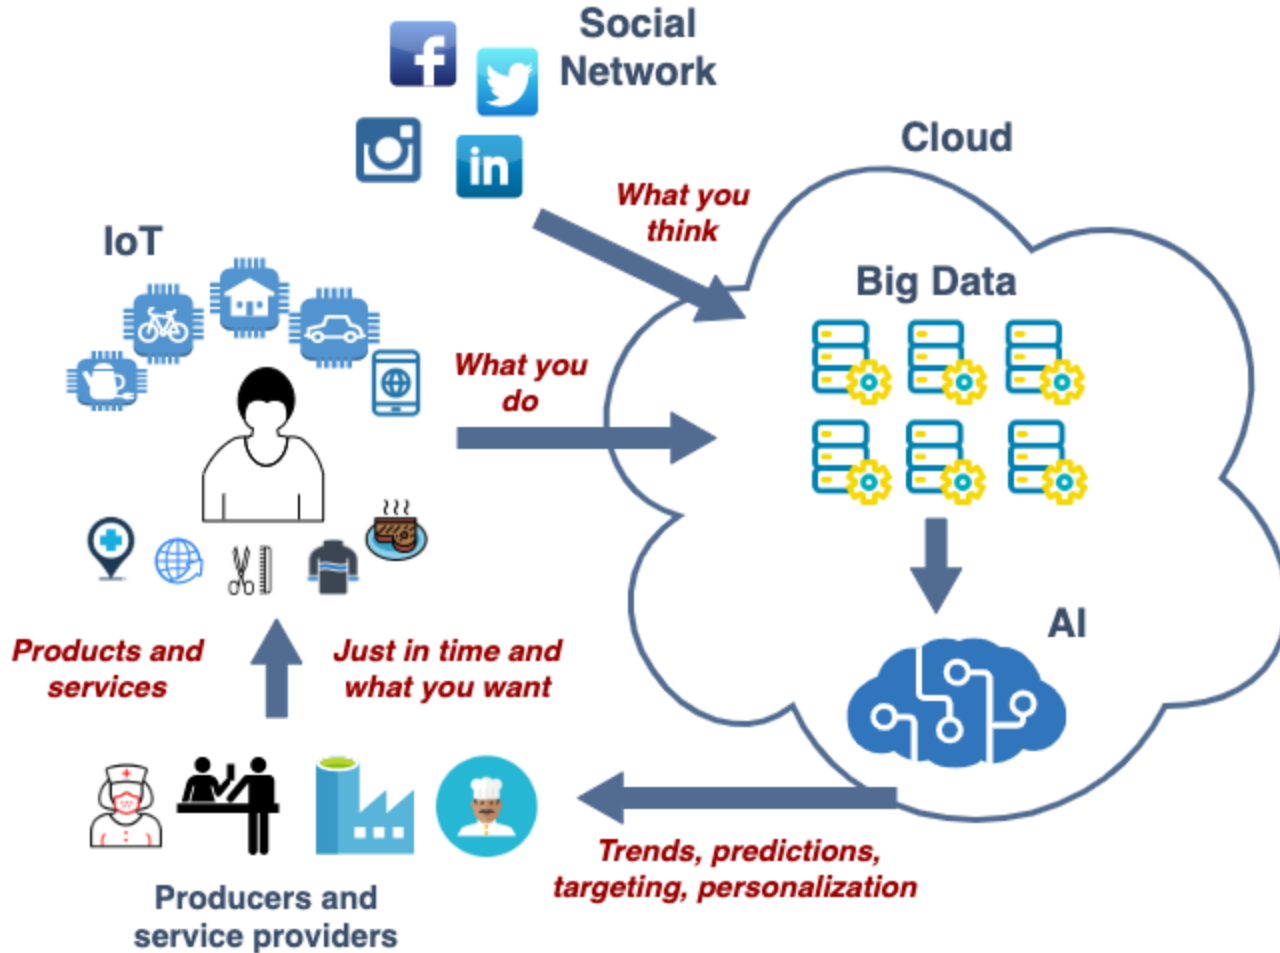 Social
Network
f
in
Cloud
What you
think
IoT
Big Data
What you
do
AI
Products and
services
Just in time and
what you want
Trends, predictions,
targeting, personalization
Producers and
service providers